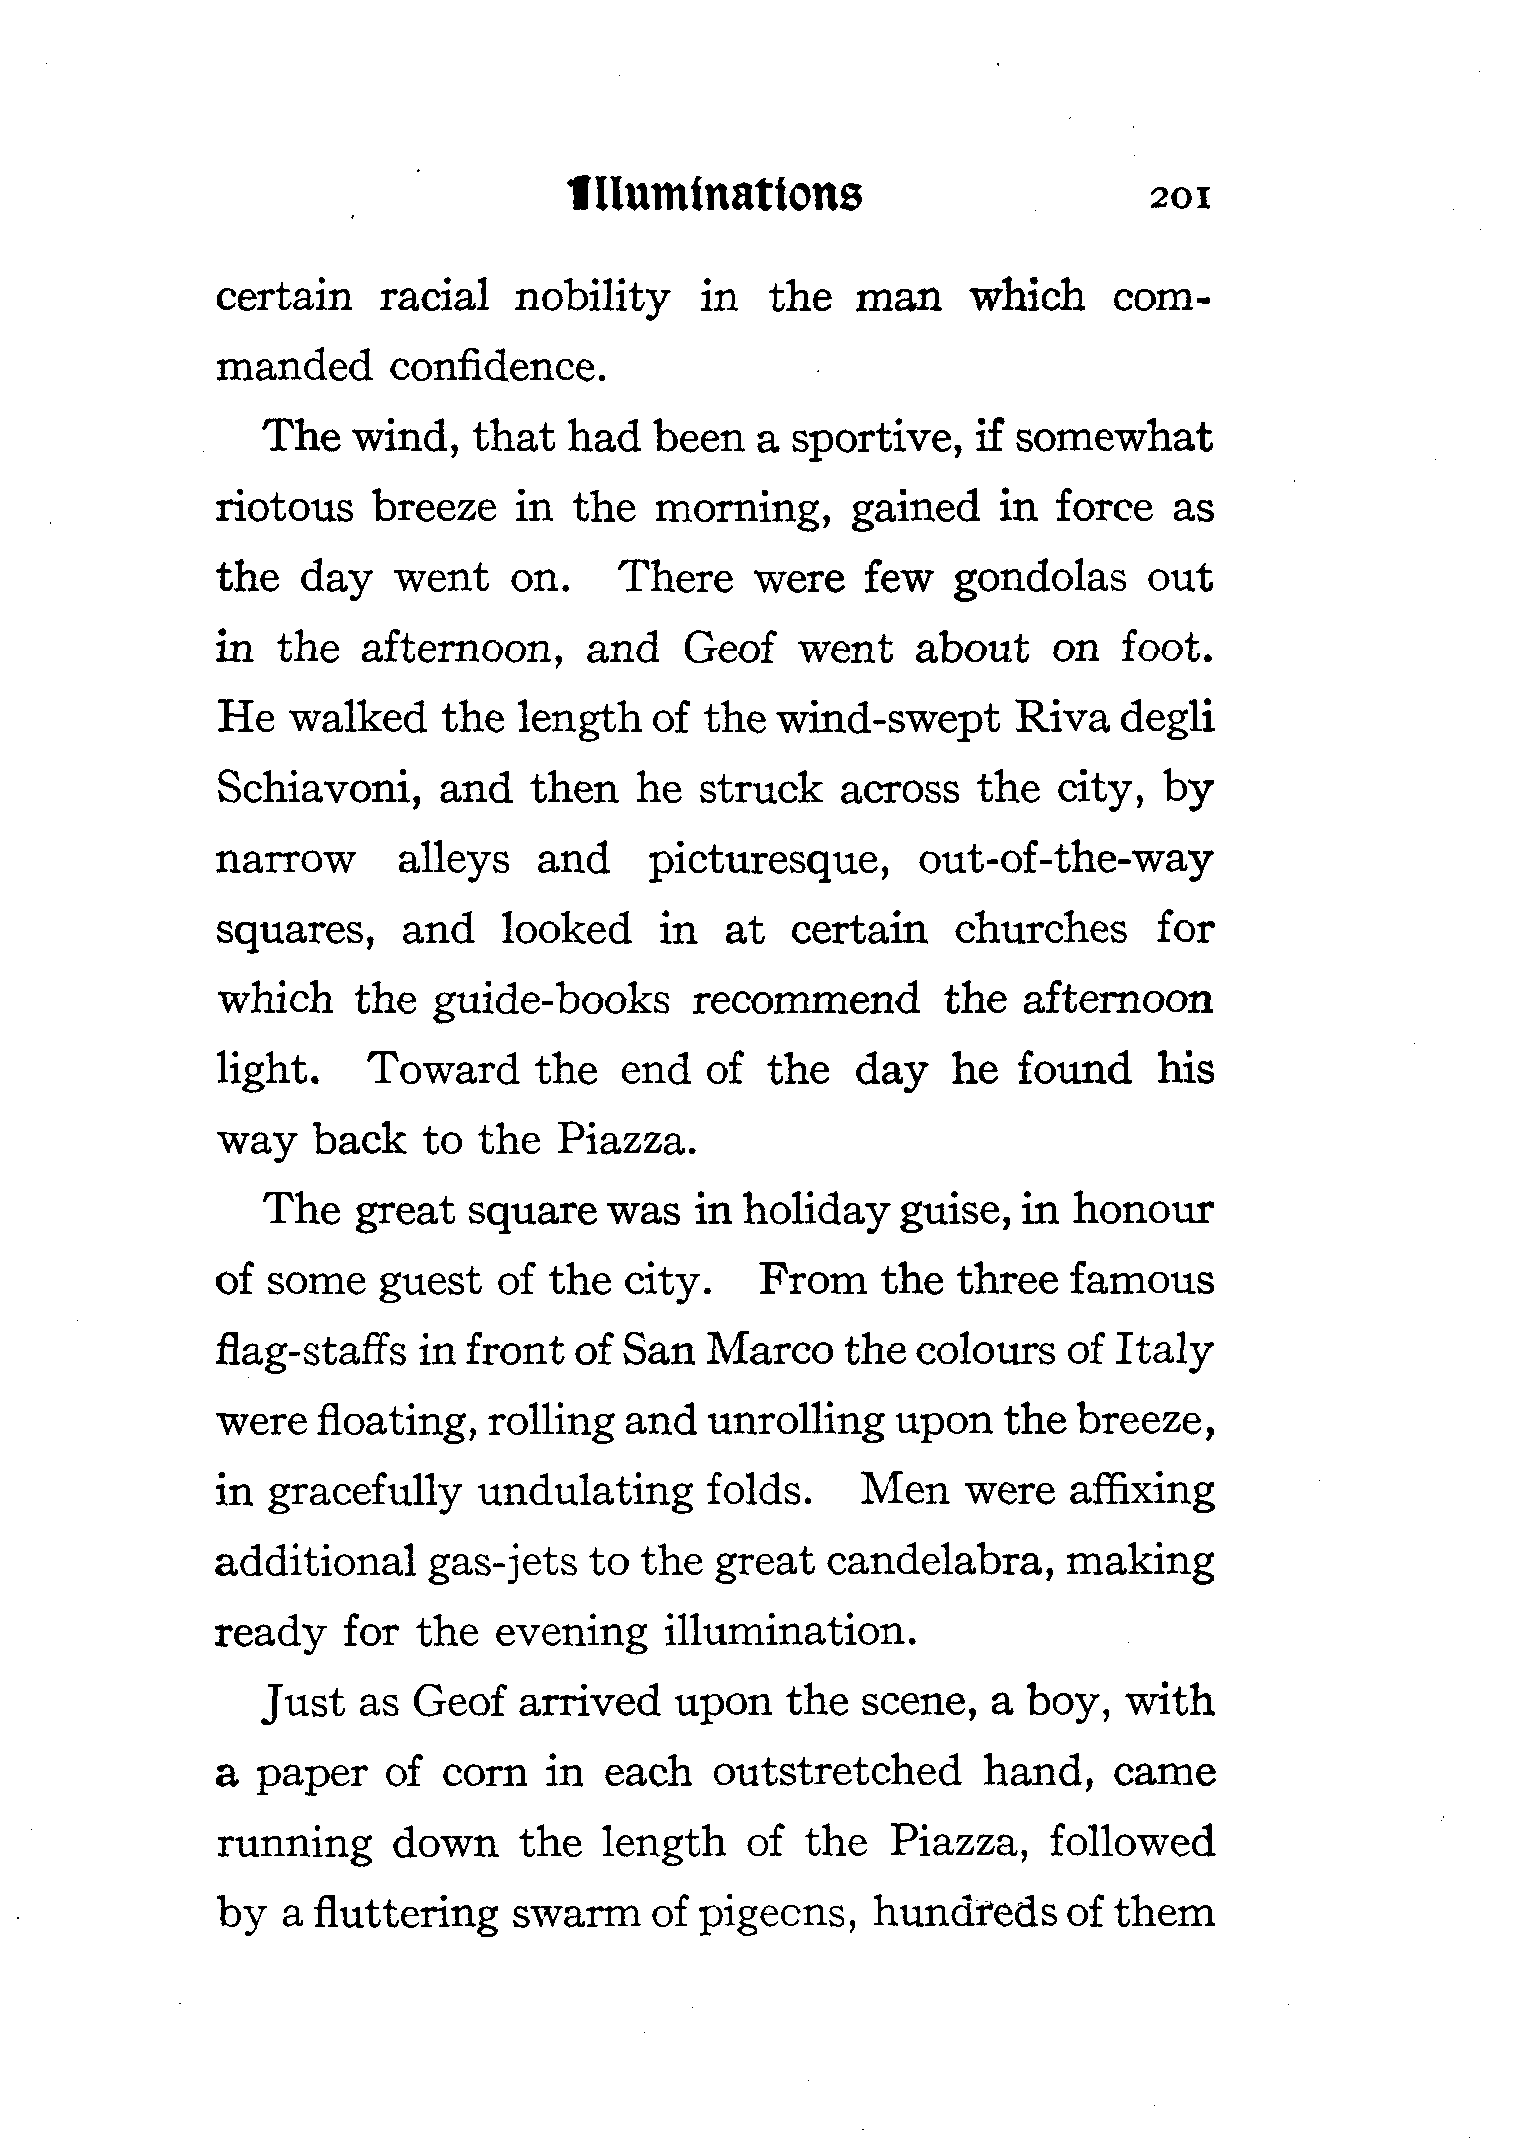 Illuminations 201
certain racial nobility in the man which com-
manded confidence.
The wind, that had been a sportive, if somewhat
riotous breeze in the morning, gained in force as
the day went on. There were few gondolas out
in the afternoon, and Geof went about on foot.
He walked the length of the wind-swept Riva degli
Schiavoni, and then he struck across the city, by
narrow alleys and picturesque, out-of-the-way
squares, and looked in at certain churches for
which the guide-books recommend the afternoon
light. Toward the end of the day he found his
way back to the Piazza.
The great square was in holiday guise, in honour
of some guest of the city. From the three famous
flag-staffs in front of San Marco the colours of Italy
were floating, rolling and unrolling upon the breeze,
in gracefully undulating folds. Men were affixing
additional gas-jets to the great candelabra, making
ready for the evening illumination.
Just as Geof arrived upon the scene, a boy, with
a paper of corn in each outstretched hand, came
running down the length of the Piazza, followed
by a fluttering swarm of pigeons, hundreds of them